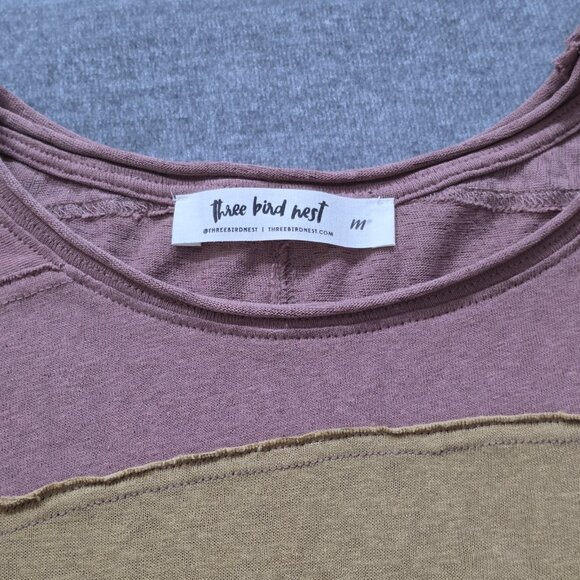 three bird nest
m
@THREEBIRDNEST | THREEBIRDNEST.COM